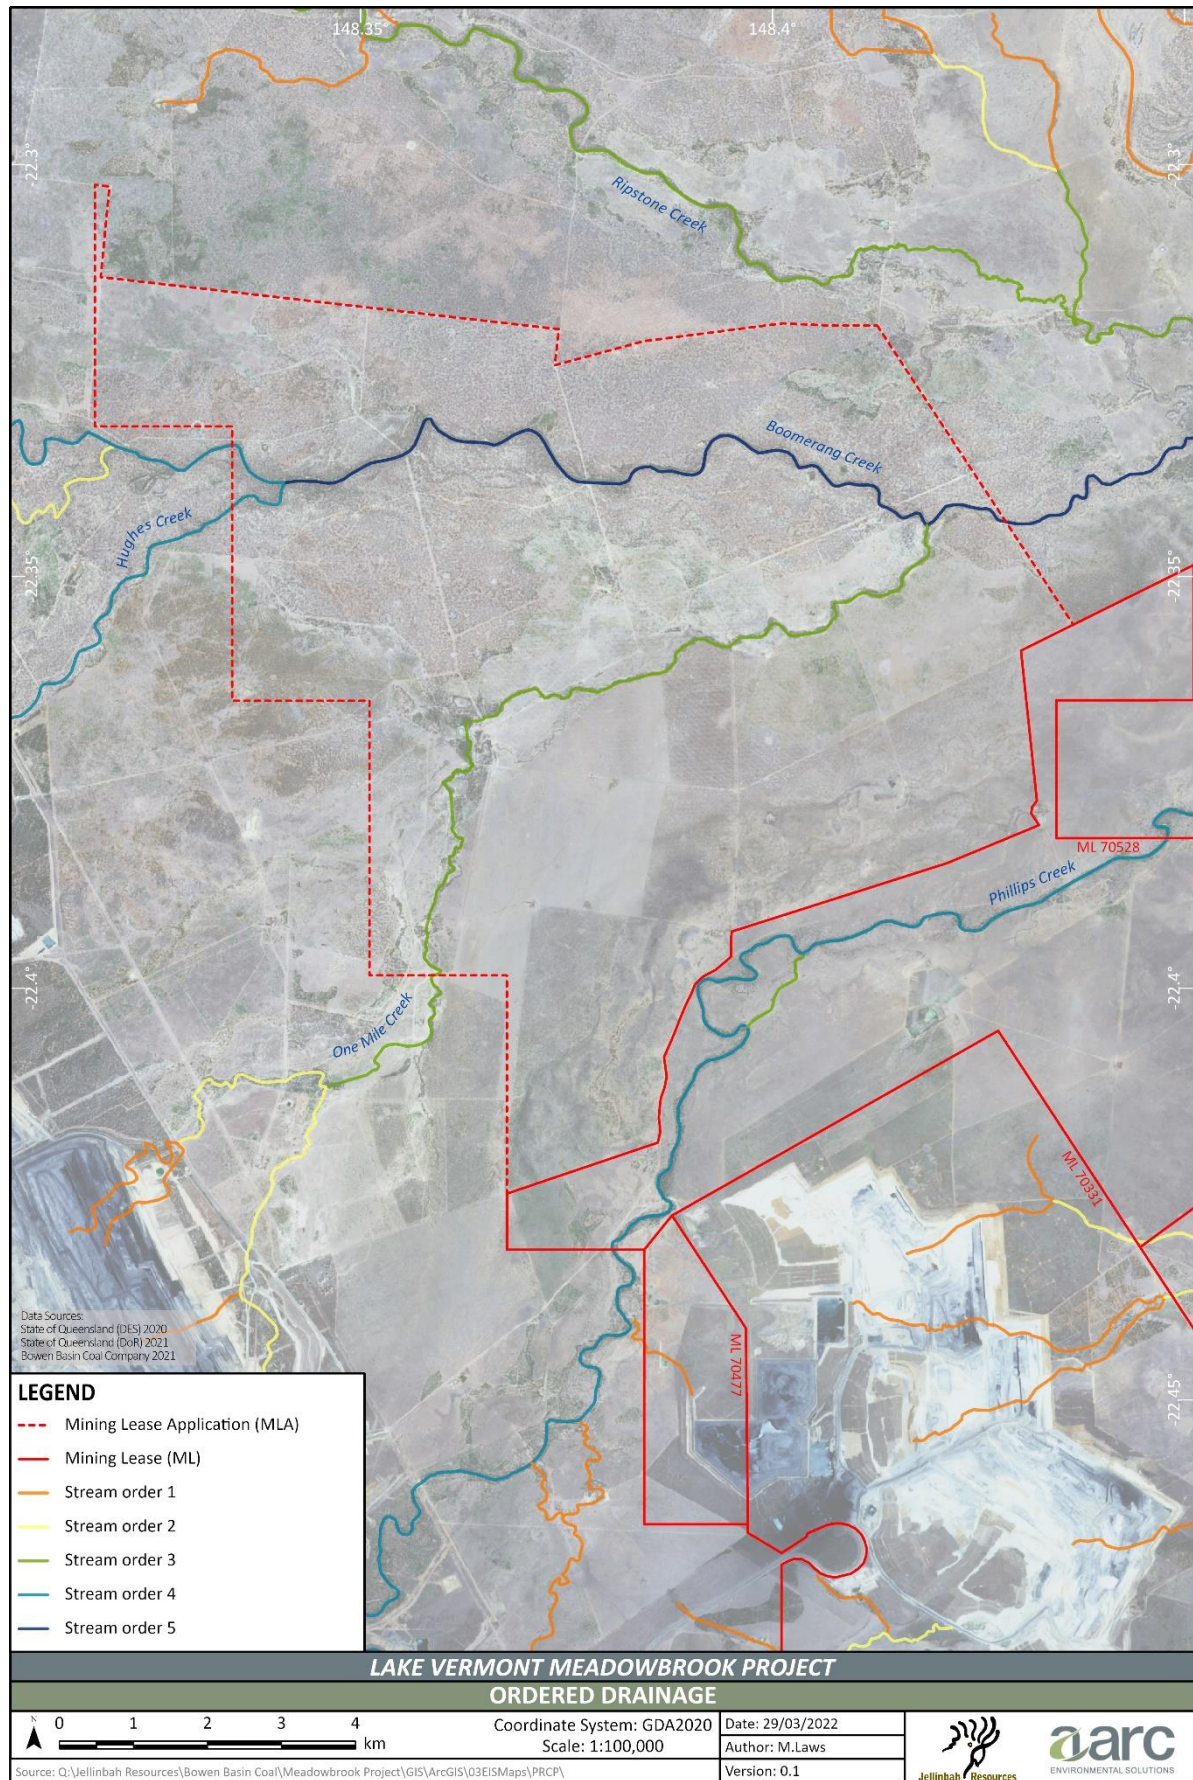 148.35°
148.4°
-22.3°
-22.3°
Ripstone Creek
Boomerang Creek
Hughes Creek
-22.35°
-22.35°
ML 70528
Phillips Creek
-22.4°
-22.4°
One Mile Creek
ML 70331
ML 70477
-22.45°
Data Sources:
State of Queensland (DES) 2020
State of Queensland (DoR) 2021
Bowen Basin Coal Company 2021
LEGEND
Mining Lease Application (MLA)
Mining Lease (ML)
Stream order 1
Stream order 2
Stream order 3
Stream order 4
Stream order 5
LAKE VERMONT MEADOWBROOK PROJECT
ORDERED DRAINAGE
N
0 1 2 3 4
km
Coordinate System: GDA2020
Scale: 1:100,000
Date: 29/03/2022
Author: M.Laws
Version: 0.1
Source: Q:\Jellinbah Resources\Bowen Basin Coal\Meadowbrook Project\GIS\ArcGIS\03EISMaps\PRCP\
Jellinbah Resources
aarc
ENVIRONMENTAL SOLUTIONS